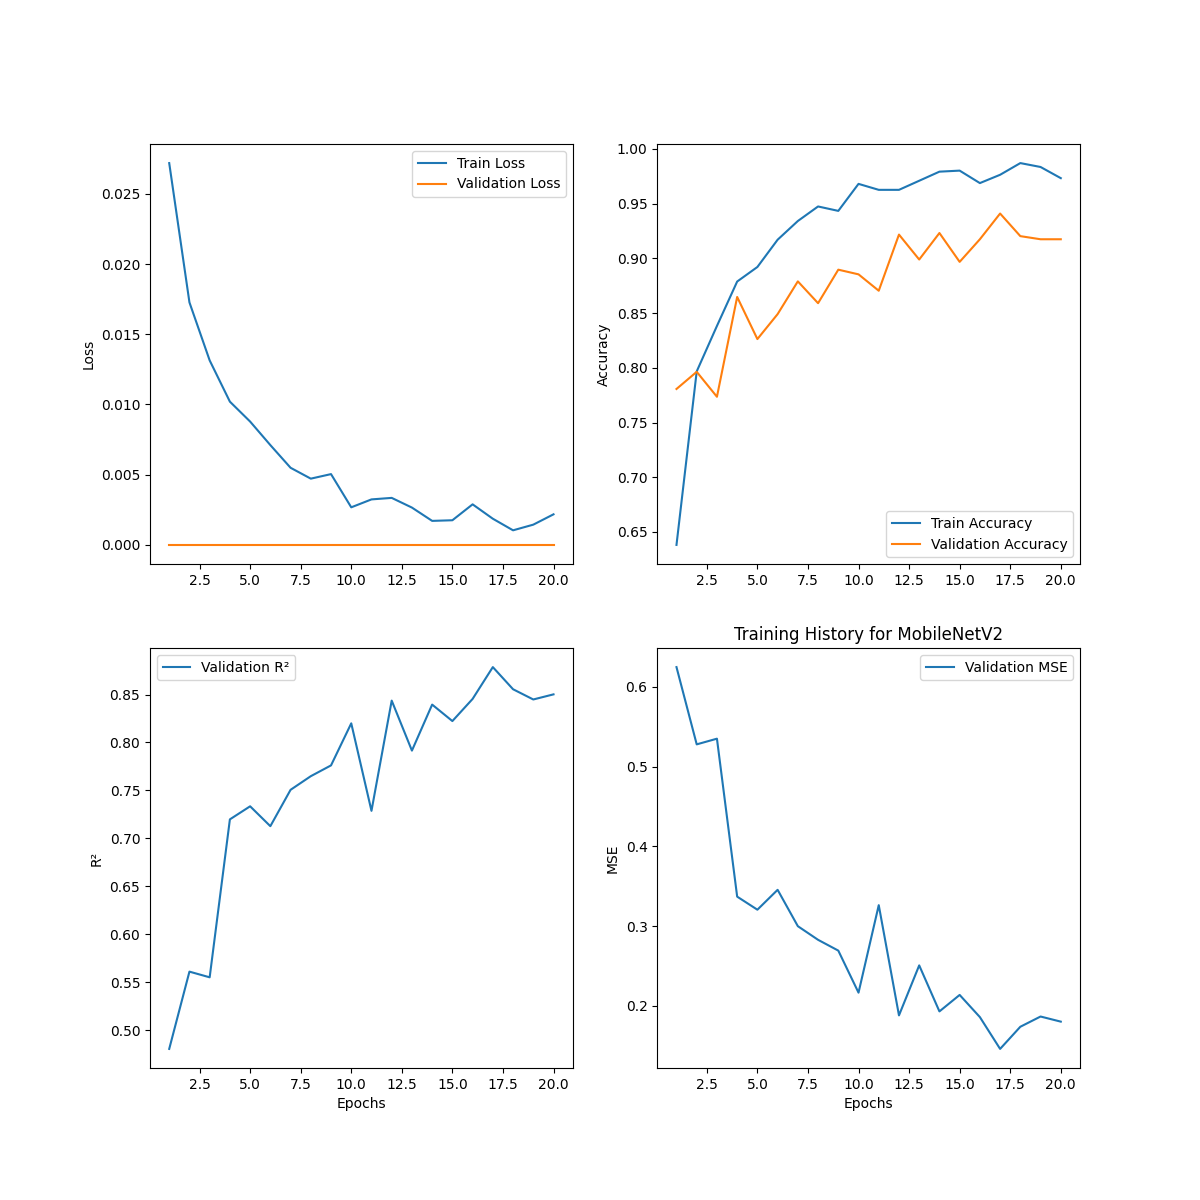 Train Loss
Validation Loss
0.025
0.020
0.015
0.010
0.005
0.000
Loss
2.5 5.0 7.5 10.0 12.5 15.0 17.5 20.0
1.00
0.95
0.90
0.85
0.80
0.75
0.70
0.65
Accuracy
Train Accuracy
Validation Accuracy
2.5 5.0 7.5 10.0 12.5 15.0 17.5 20.0
Validation R²
0.85
0.80
0.75
0.70
0.65
0.60
0.55
0.50
R²
2.5 5.0 7.5 10.0 12.5 15.0 17.5 20.0
Epochs
Training History for MobileNetV2
Validation MSE
0.6
0.5
0.4
0.3
0.2
MSE
2.5 5.0 7.5 10.0 12.5 15.0 17.5 20.0
Epochs